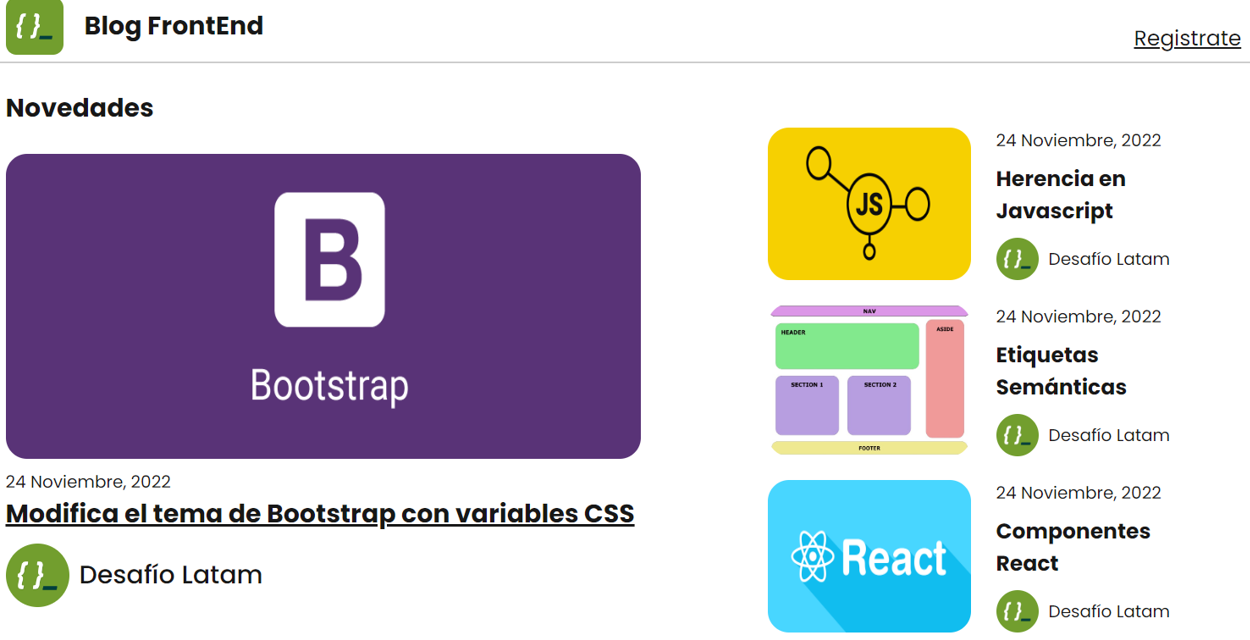 {}_
Blog FrontEnd
Registrate
Novedades
B
Bootstrap
24 Noviembre, 2022
Modifica el tema de Bootstrap con variables CSS
{}_
Desafío Latam
JS
24 Noviembre, 2022
Herencia en
Javascript
{}_
Desafío Latam
NAV
HEADER
ASIDE
SECTION 1
SECTION 2
FOOTER
24 Noviembre, 2022
Etiquetas
Semánticas
{}_
Desafío Latam
React
24 Noviembre, 2022
Componentes
React
{}_
Desafío Latam